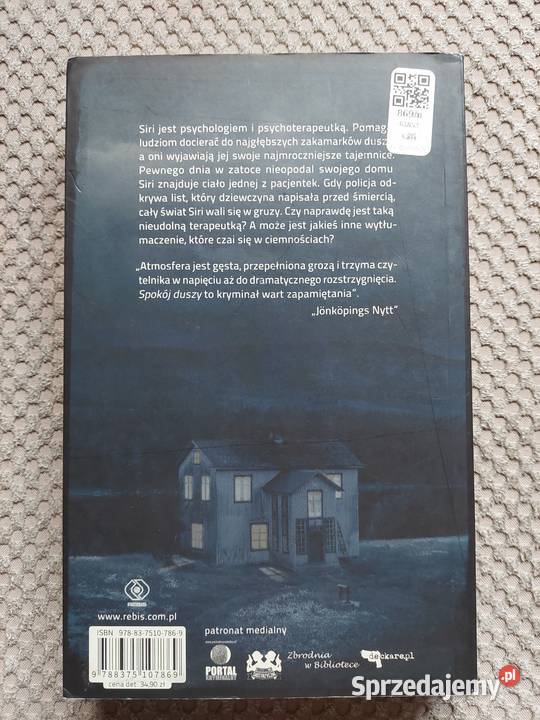 Siri jest psychologiem i psychoterapeutką. Pomaga
ludziom docierać do najgłębszych zakamarków duszy
a oni wyjawiają jej swoje najmroczniejsze tajemnice.
Pewnego dnia w zatoce nieopodal swojego domu
Siri znajduje ciało jednej z pacjentek. Gdy policja od-
krywa list, który dziewczyna napisała przed śmiercią,
cały świat Siri wali się w gruzy. Czy naprawdę jest taką
nieudolną terapeutką? A może jest jakieś inne wytłu-
maczenie, które czai się w ciemnościach?
„Atmosfera jest gęsta, przepełniona grozą i trzyma czy-
telnika w napięciu aż do dramatycznego rozstrzygnięcia.
Spokój duszy to kryminał wart zapamiętania”.
„Jönköpings Nytt”
www.rebis.com.pl
ISBN 978-83-7510-786-9
9 788375 107869
cena det. 34,90 zł
patronat medialny
PORTAL
KRYMINALNY
Zbrodnia
w Bibliotece
deckare.pl
Sprzedajemy.pl